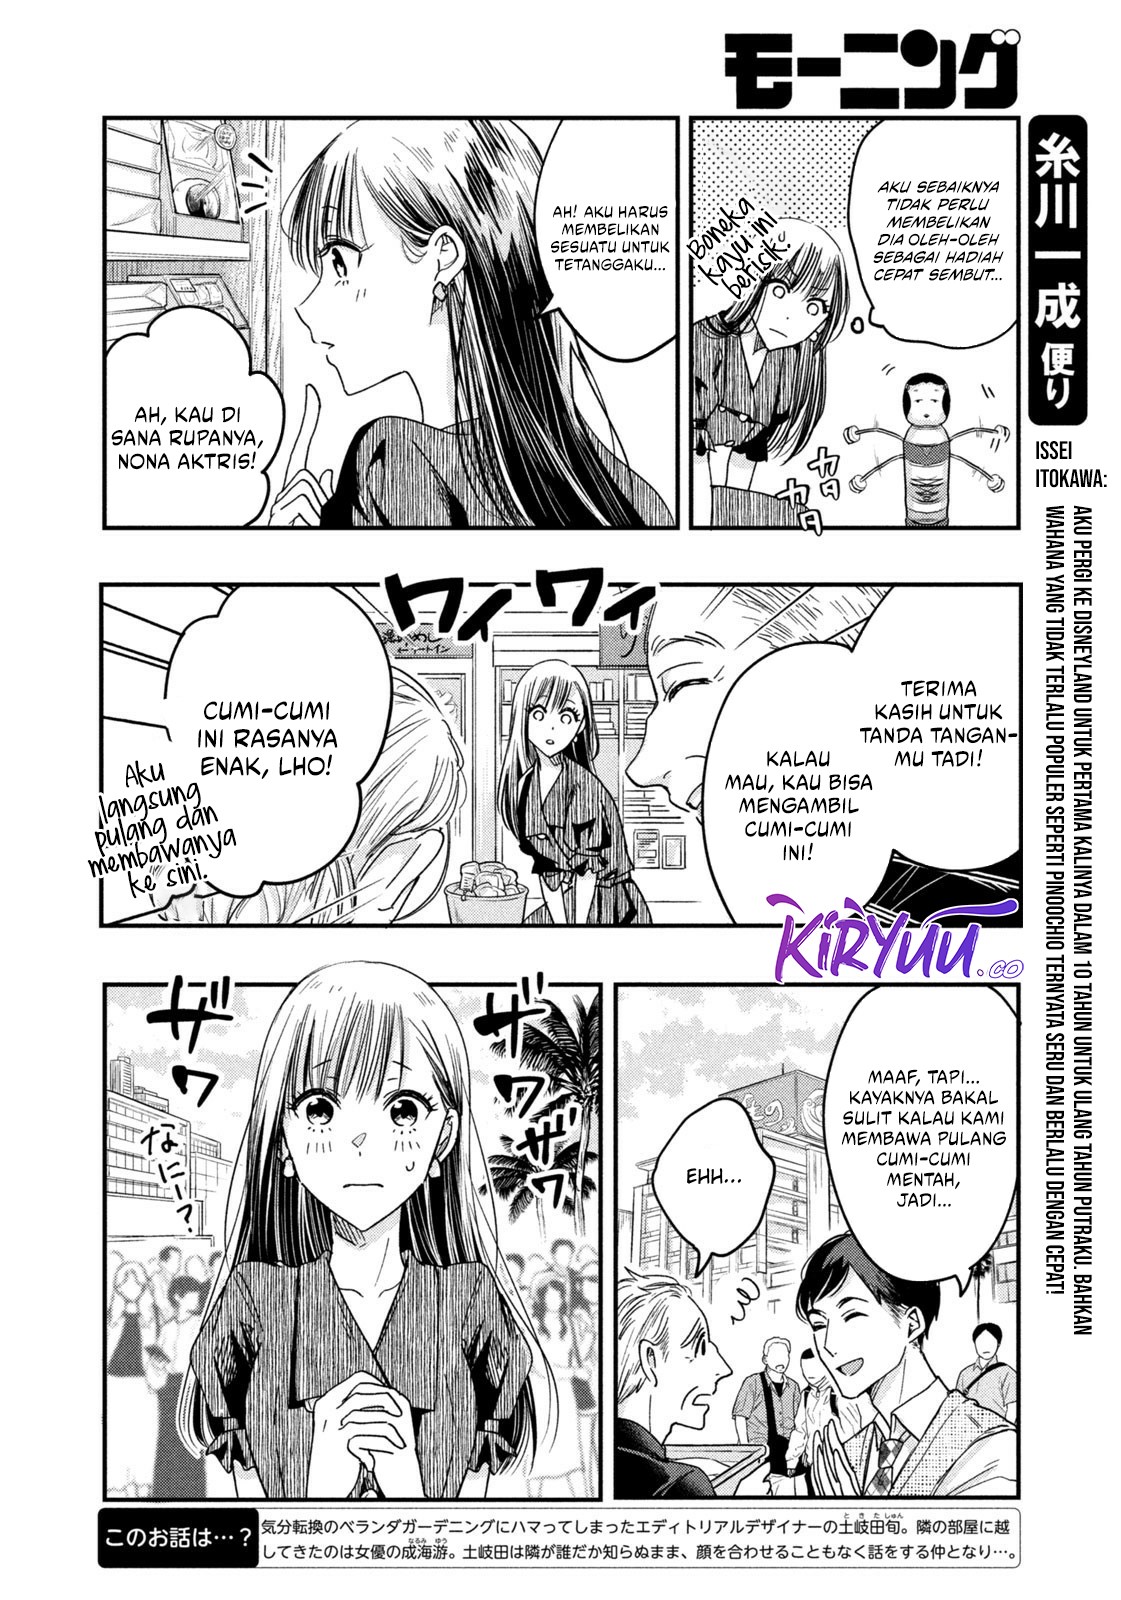 モーニング
糸川一成便り
ISSEI
ITOKAWA:
AKU PERGI KE DISNEYLAND UNTUK PERTAMA KALINYA DALAM 10 TAHUN UNTUK ULANG TAHUN PUTRAKU. BAHKAN
WAHANA YANG TIDAK TERLALU POPULER SEPERTI PINOOCHIO TERNYATA SERU DAN BERLALU DENGAN CEPAT!
AKU SEBAIKNYA
TIDAK PERLU
MEMBELIKAN
DIA OLEH-OLEH
SEBAGAI HADIAH
CEPAT SEMBUT...
Boneka
kayu ini
berisik.
カタ
カタ
AH! AKU HARUS
MEMBELIKAN
SESUATU UNTUK
TETANGGAKU...
AH, KAU DI
SANA RUPANYA,
NONA AKTRIS!
ワイワイ
TERIMA
KASIH UNTUK
TANDA TANGAN-
MU TADI!
KALAU
MAU, KAU BISA
MENGAMBIL
CUMI-CUMI
INI!
CUMI-CUMI
INI RASANYA
ENAK, LHO!
Aku
langsung
pulang dan
membawanya
ke sini.
KIRYUU.CO
MAAF, TAPI...
KAYAKNYA BAKAL
SULIT KALAU KAMI
MEMBAWA PULANG
CUMI-CUMI
MENTAH,
JADI...
EHH...
ザワ
ザワ
ザワ
なにー?
このお話は…?
気分転換のベランダガーデニングにハマってしまったエディトリアルデザイナーの土岐田旬。隣の部屋に越
してきたのは女優の成海游。土岐田は隣が誰だか知らぬまま、顔を合わせることもなく話をする仲となり…。